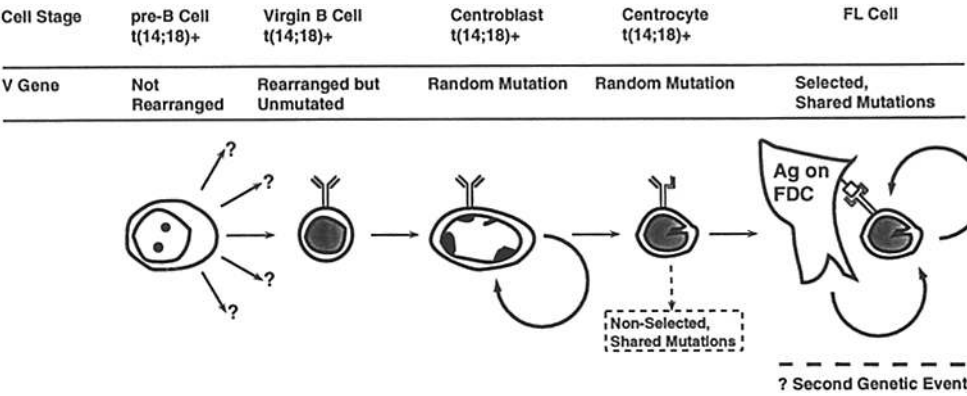 Cell Stage
pre-B Cell
t(14;18)+
Virgin B Cell
t(14;18)+
Centroblast
t(14;18)+
Centrocyte
t(14;18)+
FL Cell
V Gene
Not
Rearranged
Rearranged but
Unmutated
Random Mutation
Random Mutation
Selected,
Shared Mutations
?
?
?
?
Ag on
FDC
Non-Selected,
Shared Mutations
? Second Genetic Event